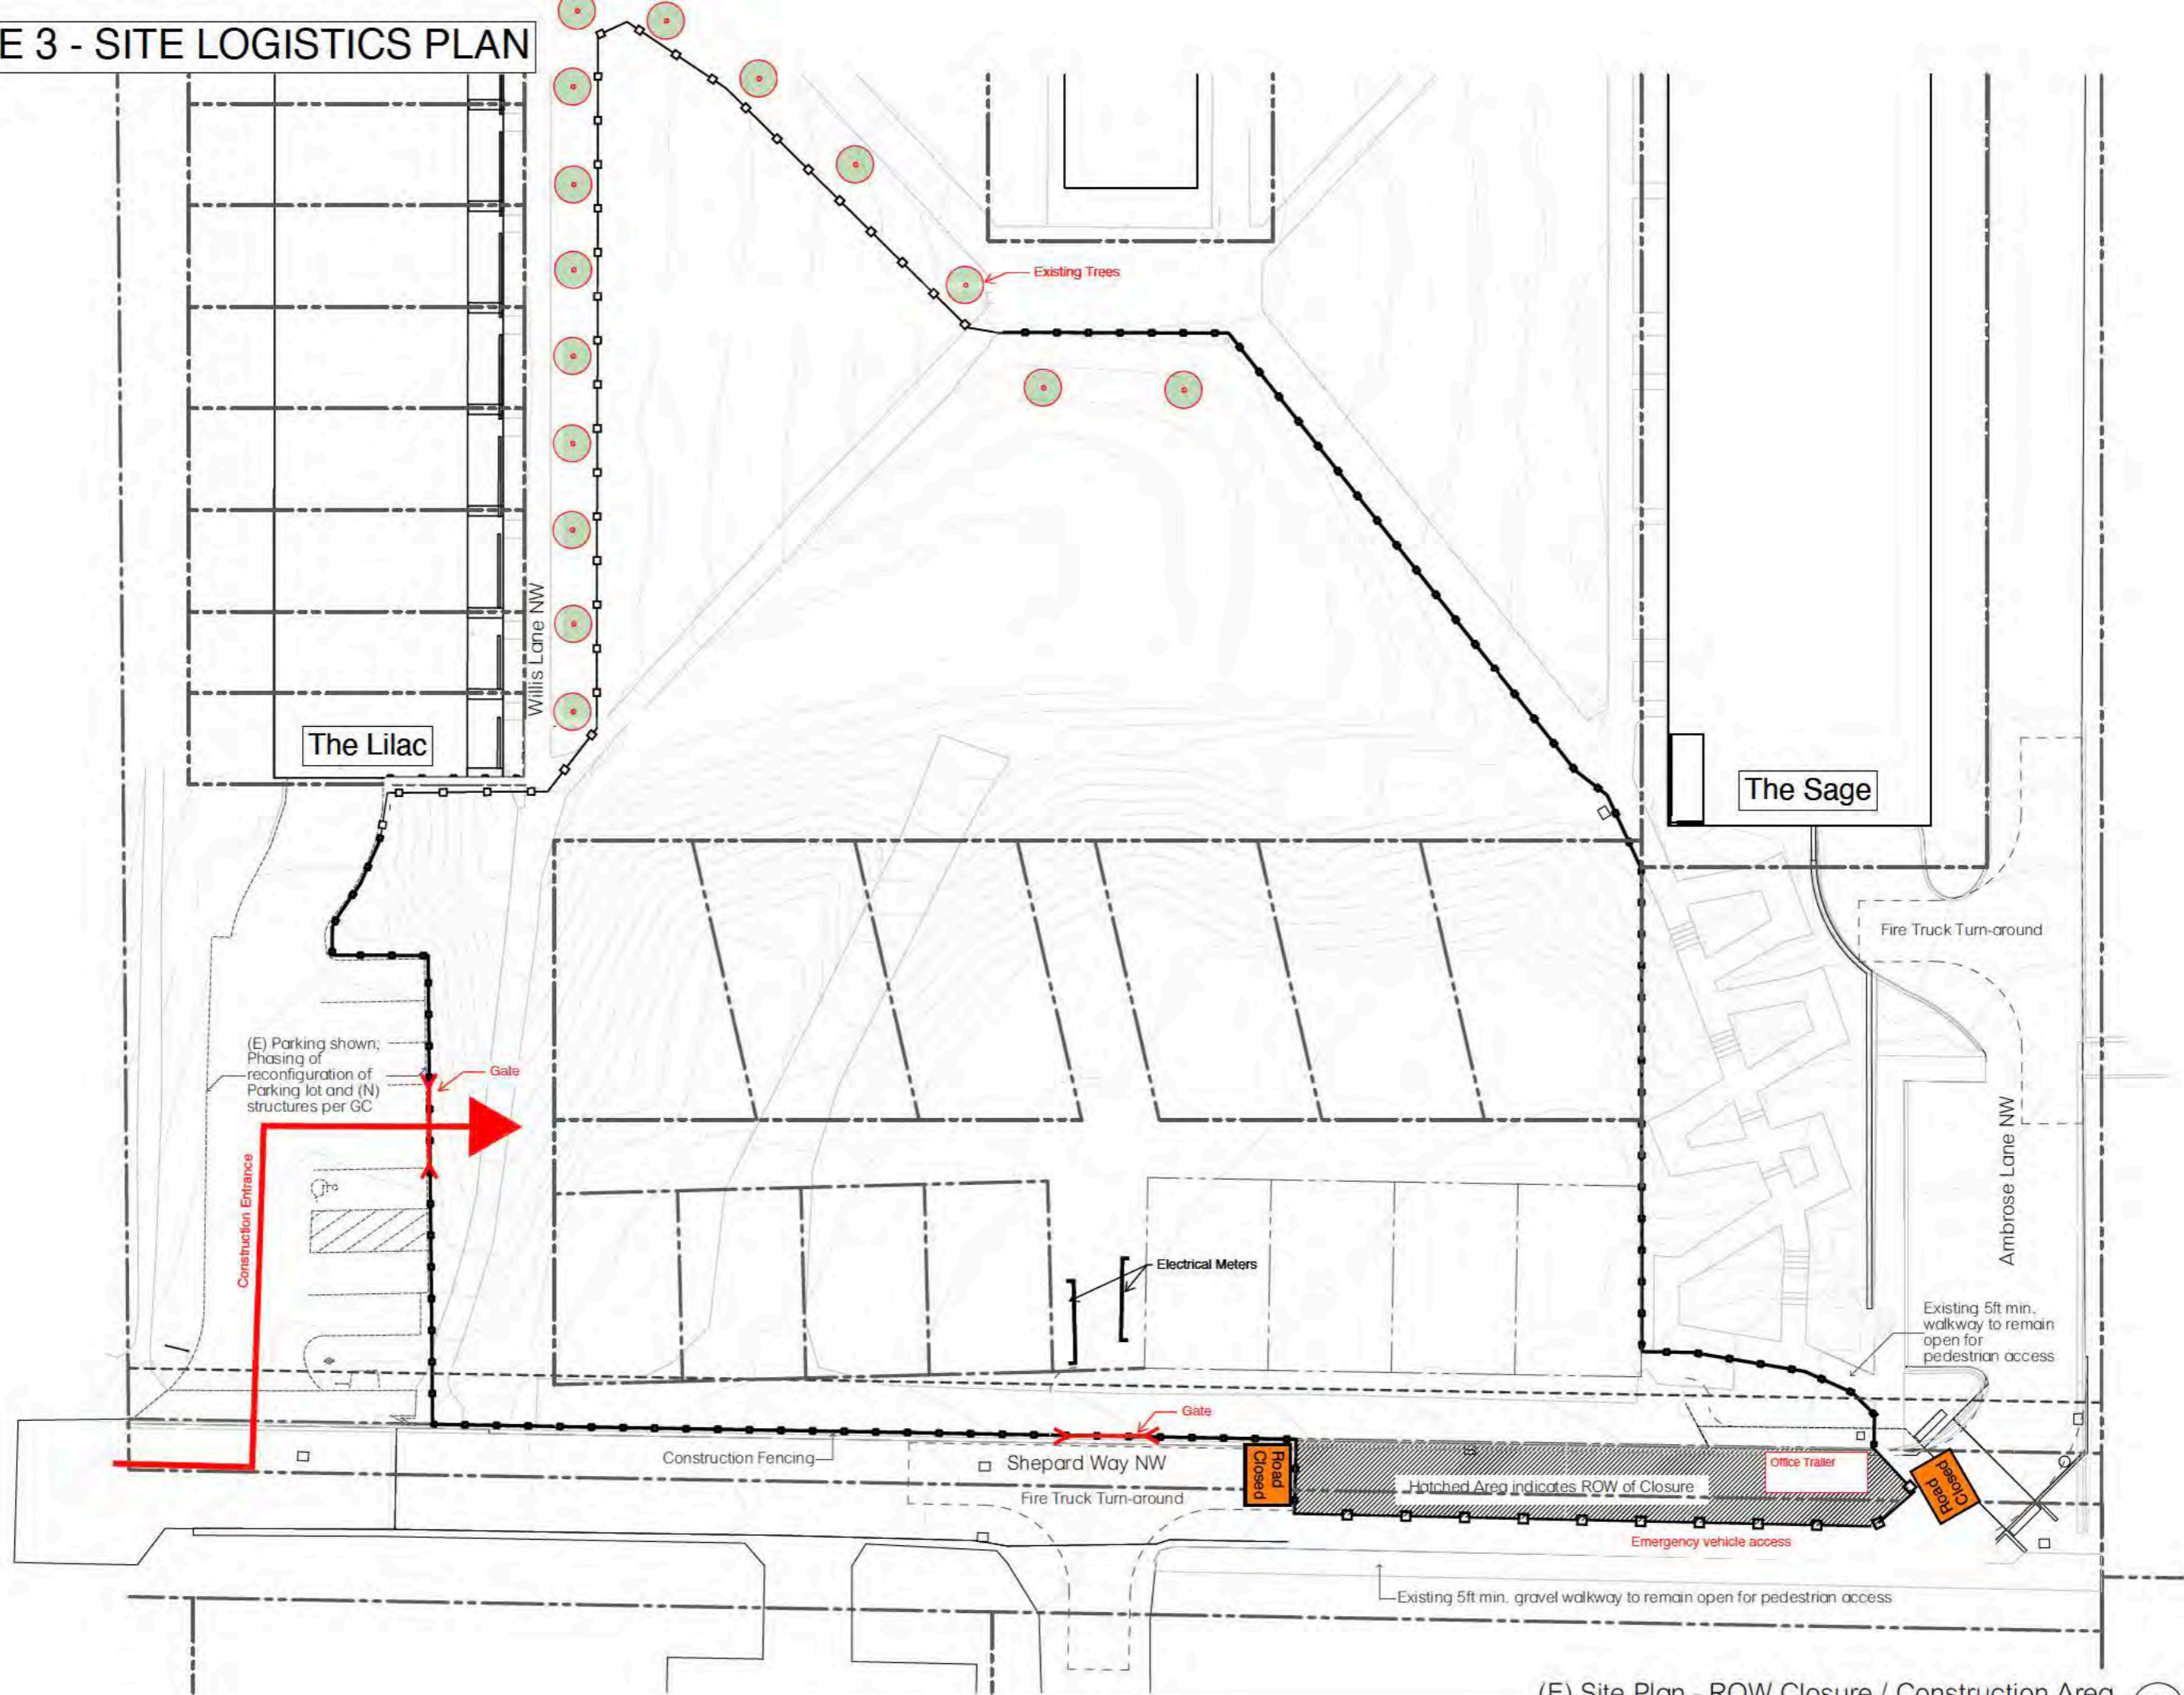 E 3 - SITE LOGISTICS PLAN
Existing Trees
Willis Lane NW
The Lilac
The Sage
Fire Truck Turn-around
(E) Parking shown;
Phasing of
reconfiguration of
Parking lot and (N)
structures per GC
Gate
Construction Entrance
Ambrose Lane NW
Electrical Meters
Existing 5ft min.
walkway to remain
open for
pedestrian access
Gate
Construction Fencing
Shepard Way NW
Fire Truck Turn-around
Road
Closed
Hatched Area indicates ROW of Closure
Office Trailer
Road
Closed
Emergency vehicle access
Existing 5ft min. gravel walkway to remain open for pedestrian access
(E) Site Plan - ROW Closure / Construction Area